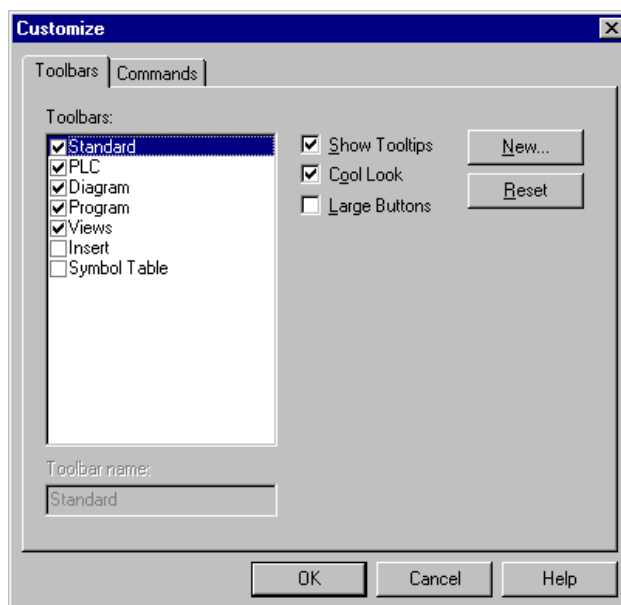 Customize
Toolbars Commands
Toolbars:
Standard
PLC
Diagram
Program
Views
Insert
Symbol Table
Show Tooltips
Cool Look
Large Buttons
New...
Reset
Toolbar name:
Standard
OK Cancel Help